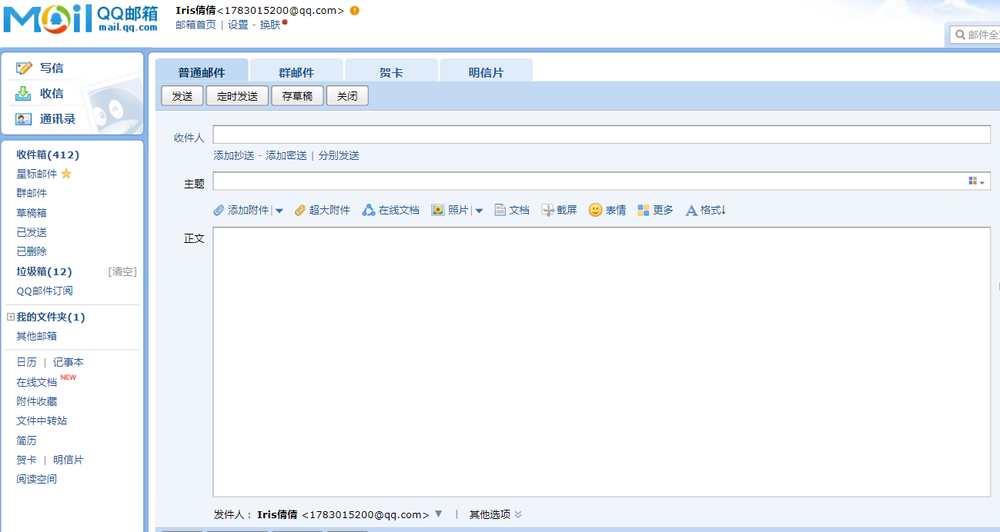 Mail QQ邮箱
mail.qq.com
Iris倩倩<1783015200@qq.com> !
邮箱首页 | 设置 - 换肤
邮件全
写信
收信
通讯录
收件箱(412)
星标邮件
群邮件
草稿箱
已发送
已删除
垃圾箱(12) [清空]
QQ邮件订阅
我的文件夹(1)
其他邮箱
日历 | 记事本
在线文档 NEW
附件收藏
文件中转站
简历
贺卡 | 明信片
阅读空间
普通邮件 群邮件 贺卡 明信片
发送 定时发送 存草稿 关闭
收件人
添加抄送 - 添加密送 | 分别发送
主题
添加附件 | 超大附件 在线文档 照片 | 文档 截屏 表情 更多 A 格式↓
正文
发件人：Iris倩倩 <1783015200@qq.com> | 其他选项